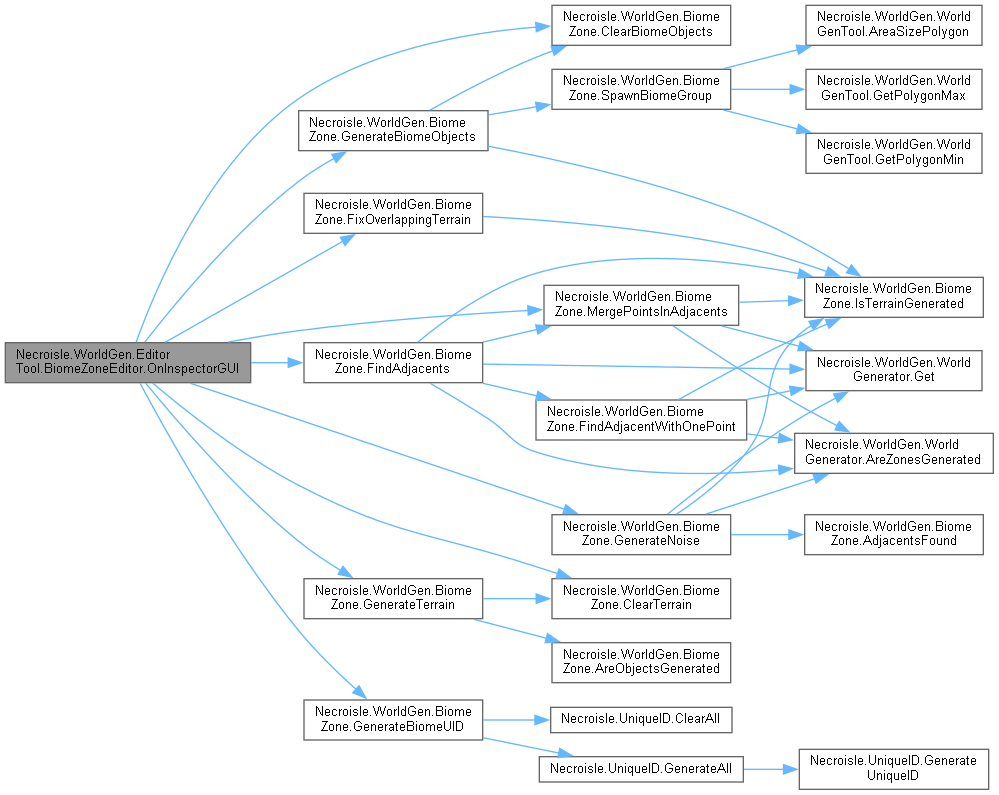 Necroisle.WorldGen.Editor
Tool.BiomeZoneEditor.OnInspectorGUI
Necroisle.WorldGen.Biome
Zone.ClearBiomeObjects
Necroisle.WorldGen.Biome
Zone.GenerateBiomeObjects
Necroisle.WorldGen.Biome
Zone.SpawnBiomeGroup
Necroisle.WorldGen.World
GenTool.AreaSizePolygon
Necroisle.WorldGen.World
GenTool.GetPolygonMax
Necroisle.WorldGen.World
GenTool.GetPolygonMin
Necroisle.WorldGen.Biome
Zone.FixOverlappingTerrain
Necroisle.WorldGen.Biome
Zone.IsTerrainGenerated
Necroisle.WorldGen.Biome
Zone.MergePointsInAdjacents
Necroisle.WorldGen.Biome
Zone.FindAdjacents
Necroisle.WorldGen.World
Generator.Get
Necroisle.WorldGen.Biome
Zone.FindAdjacentWithOnePoint
Necroisle.WorldGen.World
Generator.AreZonesGenerated
Necroisle.WorldGen.Biome
Zone.GenerateNoise
Necroisle.WorldGen.Biome
Zone.AdjacentsFound
Necroisle.WorldGen.Biome
Zone.GenerateTerrain
Necroisle.WorldGen.Biome
Zone.ClearTerrain
Necroisle.WorldGen.Biome
Zone.AreObjectsGenerated
Necroisle.WorldGen.Biome
Zone.GenerateBiomeUID
Necroisle.UniqueID.ClearAll
Necroisle.UniqueID.GenerateAll
Necroisle.UniqueID.Generate
UniqueID